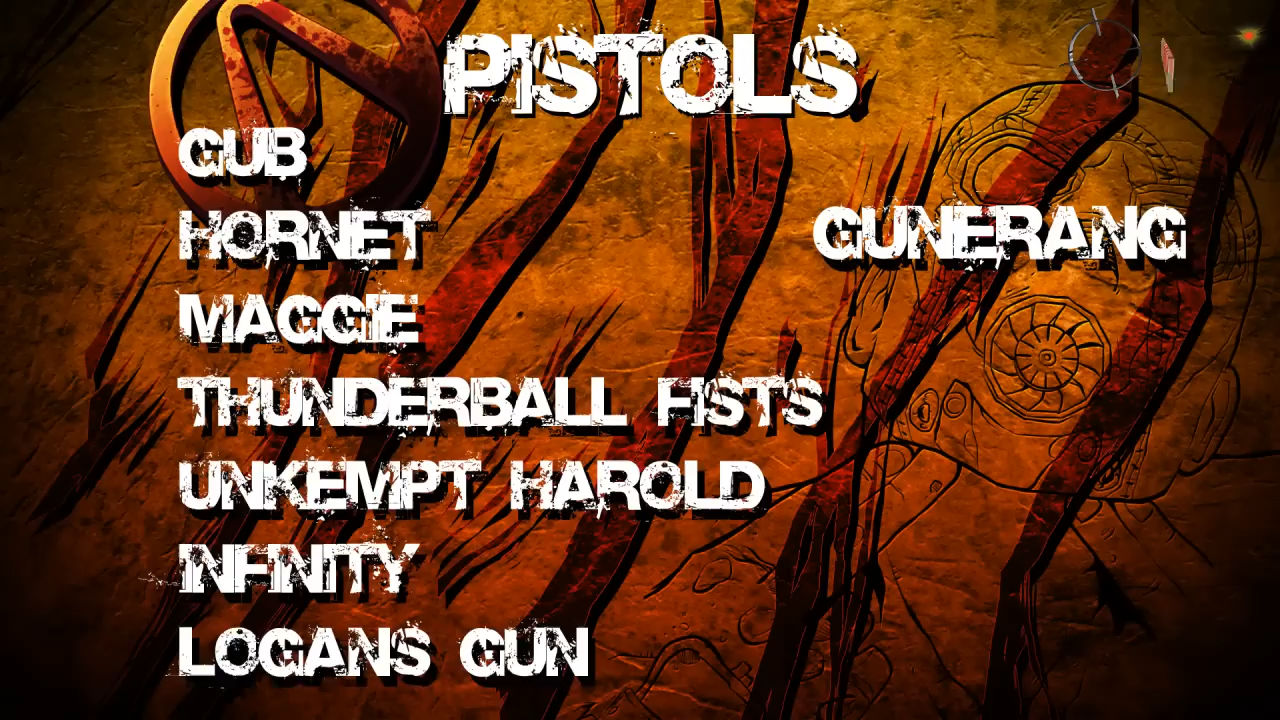 PISTOLS
GUB
HORNET
GUNERANG
MAGGIE
THUNDERBALL FISTS
UNKEMPT HAROLD
INFINITY
LOGANS GUN